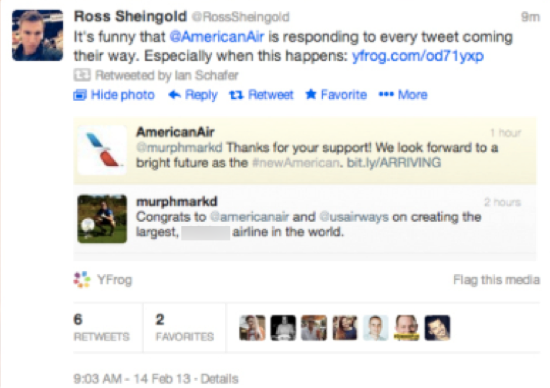 Ross Sheingold @RossSheingold 9m
It's funny that @AmericanAir is responding to every tweet coming
their way. Especially when this happens: yfrog.com/od71yxp
Retweeted by Ian Schafer
Hide photo Reply Retweet Favorite ••• More
AmericanAir 1 hour
@murphmarkd Thanks for your support! We look forward to a
bright future as the #newAmerican. bit.ly/ARRIVING
murphmarkd 2 hours
Congrats to @americanair and @usairways on creating the
largest, airline in the world.
YFrog Flag this media
6 2
RETWEETS FAVORITES
9:03 AM - 14 Feb 13 · Details